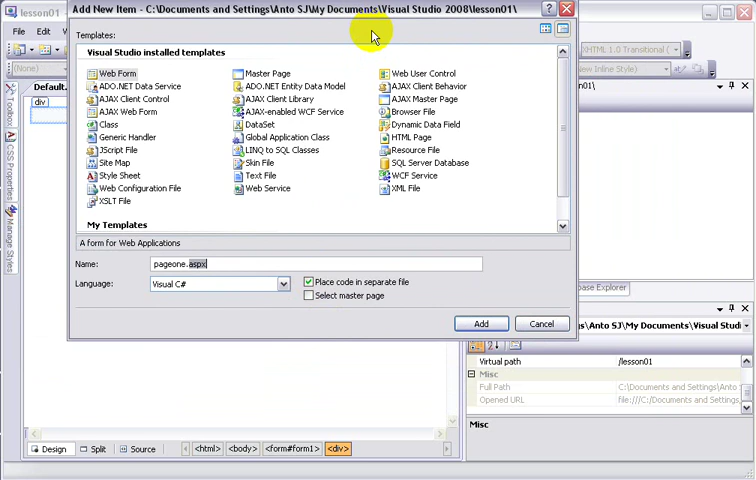 lesson01
Add New Item - C:\Documents and Settings\Anto SJ\My Documents\Visual Studio 2008\lesson01\
File
Templates:
XHTML 1.0 Transitional (
(None)
New Inline Style)
Visual Studio installed templates
Default.
01\
div
Web Form
Master Page
Web User Control
ADO.NET Data Service
ADO.NET Entity Data Model
AJAX Client Behavior
AJAX Client Control
AJAX Client Library
AJAX Master Page
AJAX Web Form
AJAX-enabled WCF Service
Browser File
Class
DataSet
Dynamic Data Field
Generic Handler
Global Application Class
HTML Page
JScript File
LINQ to SQL Classes
Resource File
Site Map
Skin File
SQL Server Database
Style Sheet
Text File
WCF Service
Web Configuration File
Web Service
XML File
XSLT File
My Templates
Toolbox
CSS Properties
Manage Styles
A form for Web Applications
Name:
pageone.aspx
Language:
Visual C#
Place code in separate file
Select master page
Add
Cancel
base Explorer
gs\Anto SJ\My Documents\Visual Studi
Virtual path
/lesson01
Misc
Full Path
C:\Documents and Settings\Anto S
Opened URL
file:///C:/Documents and Settings,
Misc
Design
Split
Source
<html>
<body>
<form#form1>
<div>